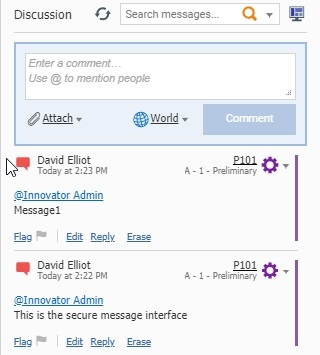 Discussion
Search messages...
Enter a comment...
Use @ to mention people
Attach World Comment
David Elliot P101
Today at 2:23 PM A - 1 - Preliminary
@Innovator Admin
Message1
Flag Edit Reply Erase
David Elliot P101
Today at 2:22 PM A - 1 - Preliminary
@Innovator Admin
This is the secure message interface
Flag Edit Reply Erase